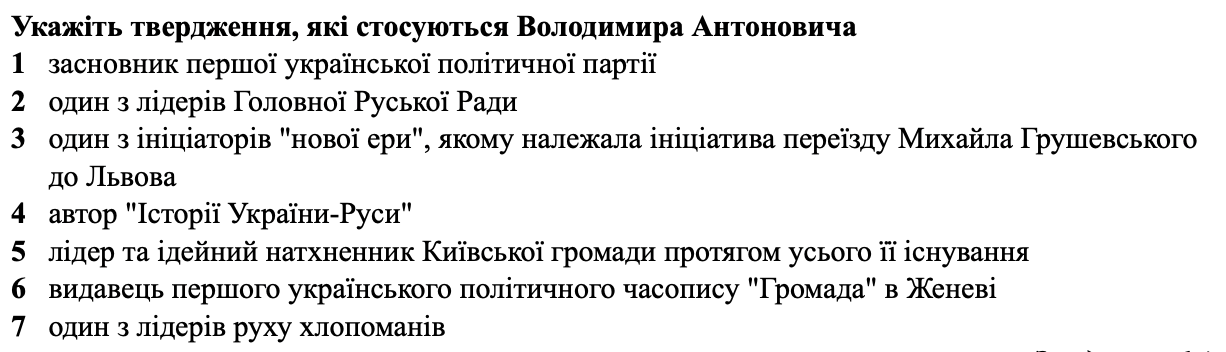 Укажіть твердження, які стосуються Володимира Антоновича
1 засновник першої української політичної партії
2 один з лідерів Головної Руської Ради
3 один з ініціаторів "нової ери", якому належала ініціатива переїзду Михайла Грушевського
до Львова
4 автор "Історії України-Руси"
5 лідер та ідейний натхненник Київської громади протягом усього її існування
6 видавець першого українського політичного часопису "Громада" в Женеві
7 один з лідерів руху хлопоманів